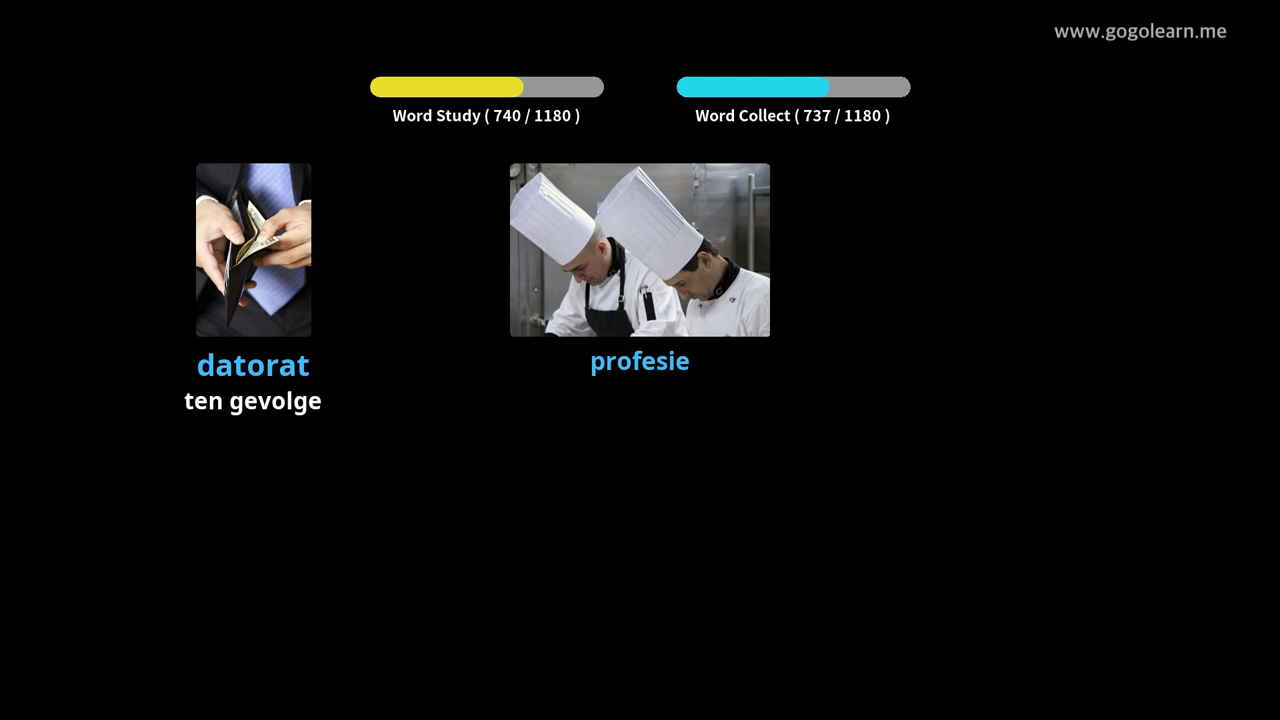 www.gogolearn.me
Word Study ( 740 / 1180 )
Word Collect ( 737 / 1180 )
datorat
profesie
ten gevolge